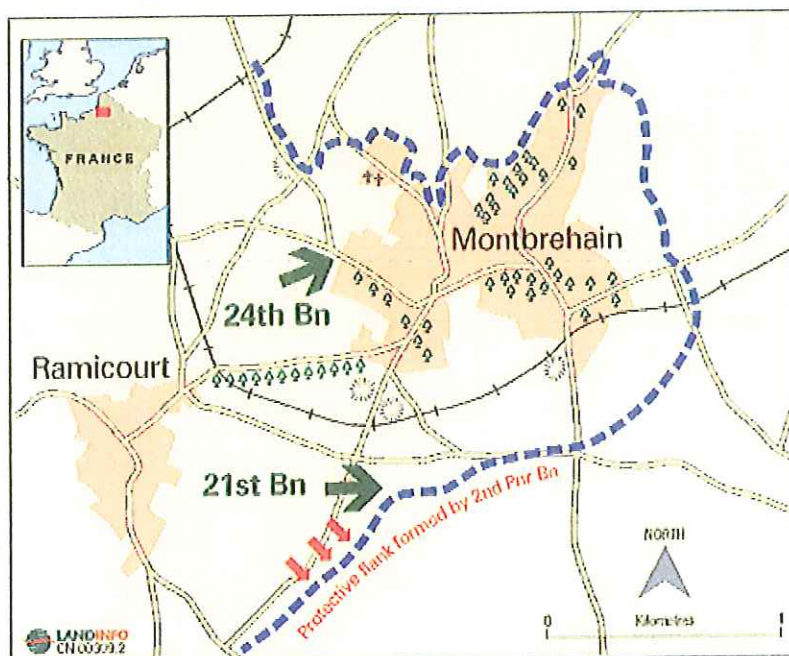 FRANCE
Montbrehain
24th Bn
Ramicourt
21st Bn
Protective flank formed by 2nd Pnr Bn
NORTH
0 1
Kilometres
LANDINFO